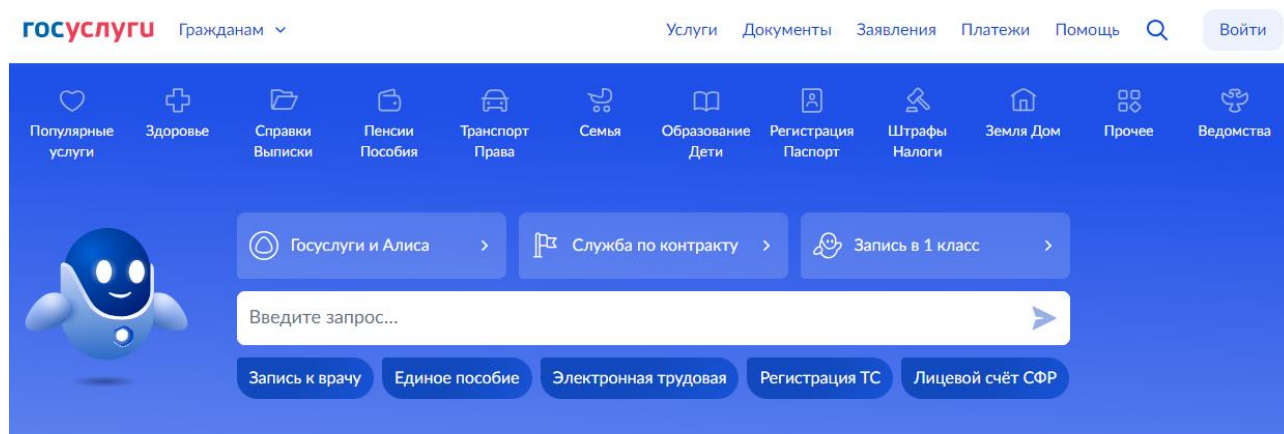 госуслуги Гражданам Услуги Документы Заявления Платежи Помощь Войти
Популярные услуги
Здоровье
Справки Выписки
Пенсии Пособия
Транспорт Права
Семья
Образование Дети
Регистрация Паспорт
Штрафы Налоги
Земля Дом
Прочее
Ведомства
Госуслуги и Алиса
Служба по контракту
Запись в 1 класс
Введите запрос...
Запись к врачу
Единое пособие
Электронная трудовая
Регистрация ТС
Лицевой счёт СФР